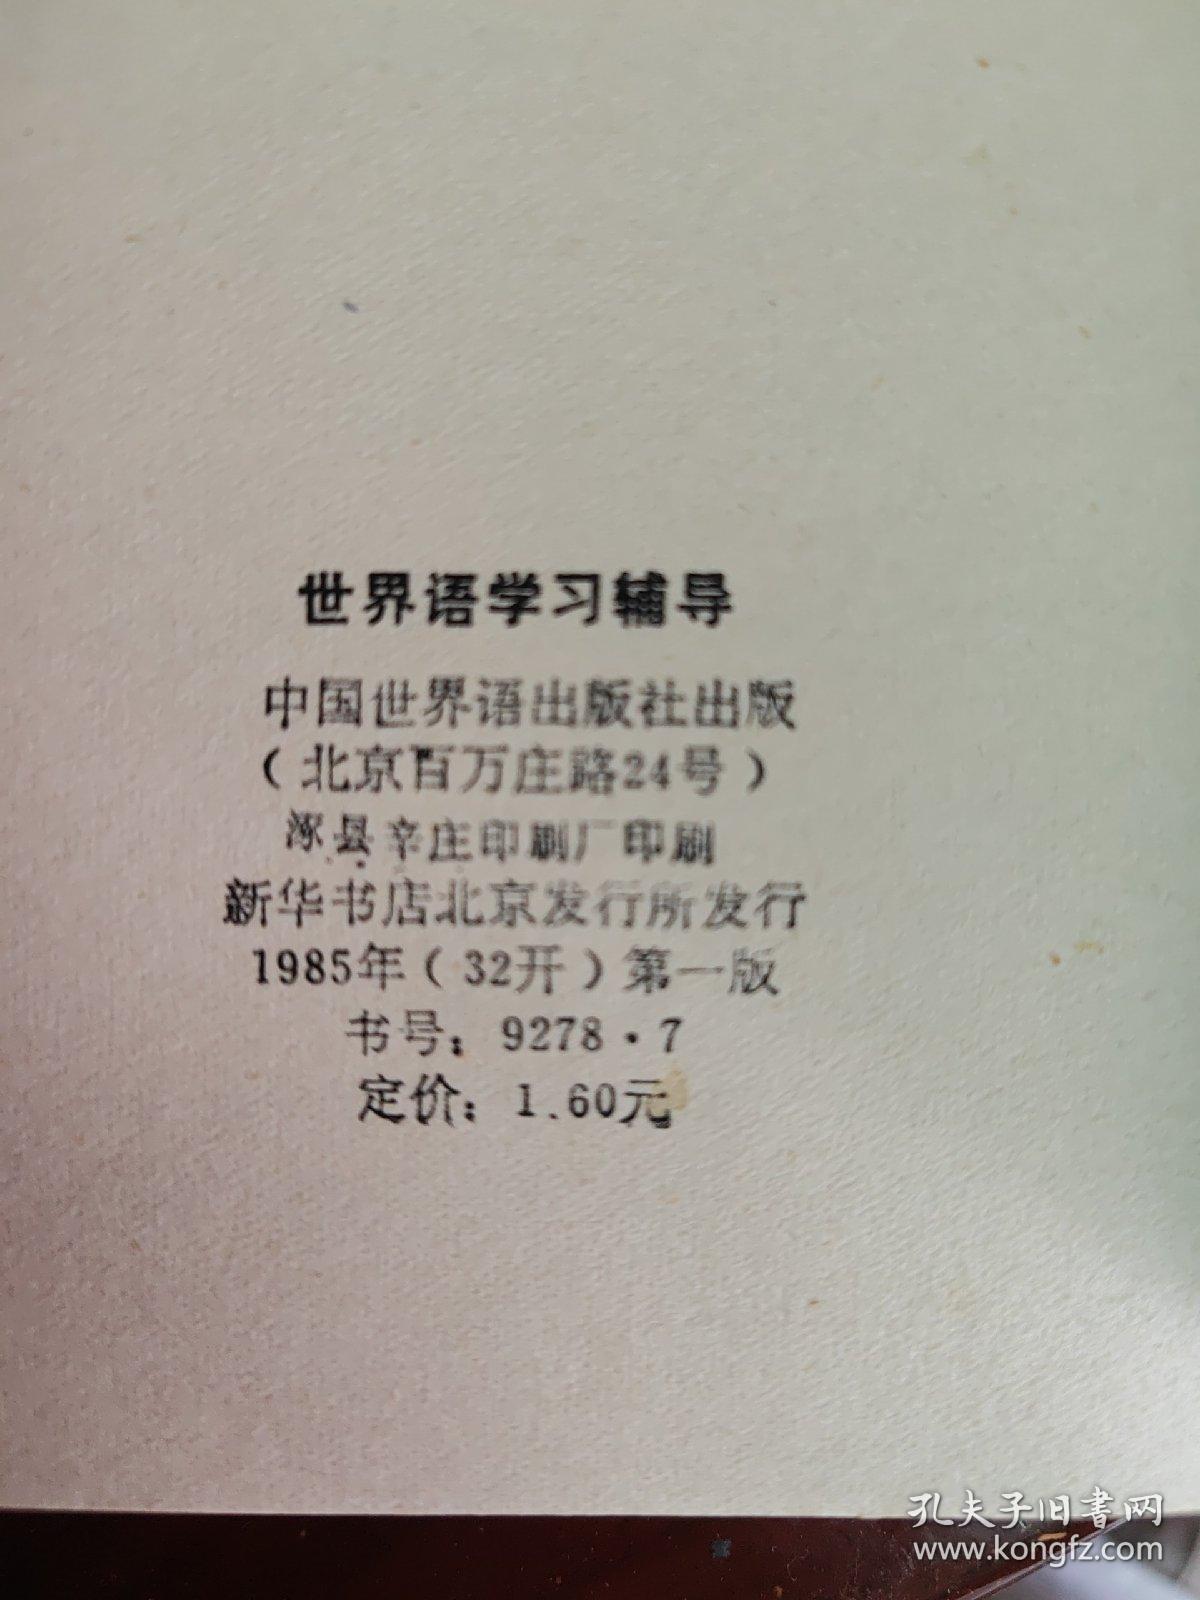 世界语学习辅导
中国世界语出版社出版
（北京百万庄路24号）
涿县辛庄印刷厂印刷
新华书店北京发行所发行
1985年（32开）第一版
书号：9278·7
定价：1.60元
孔夫子旧書网
www.kongfz.com